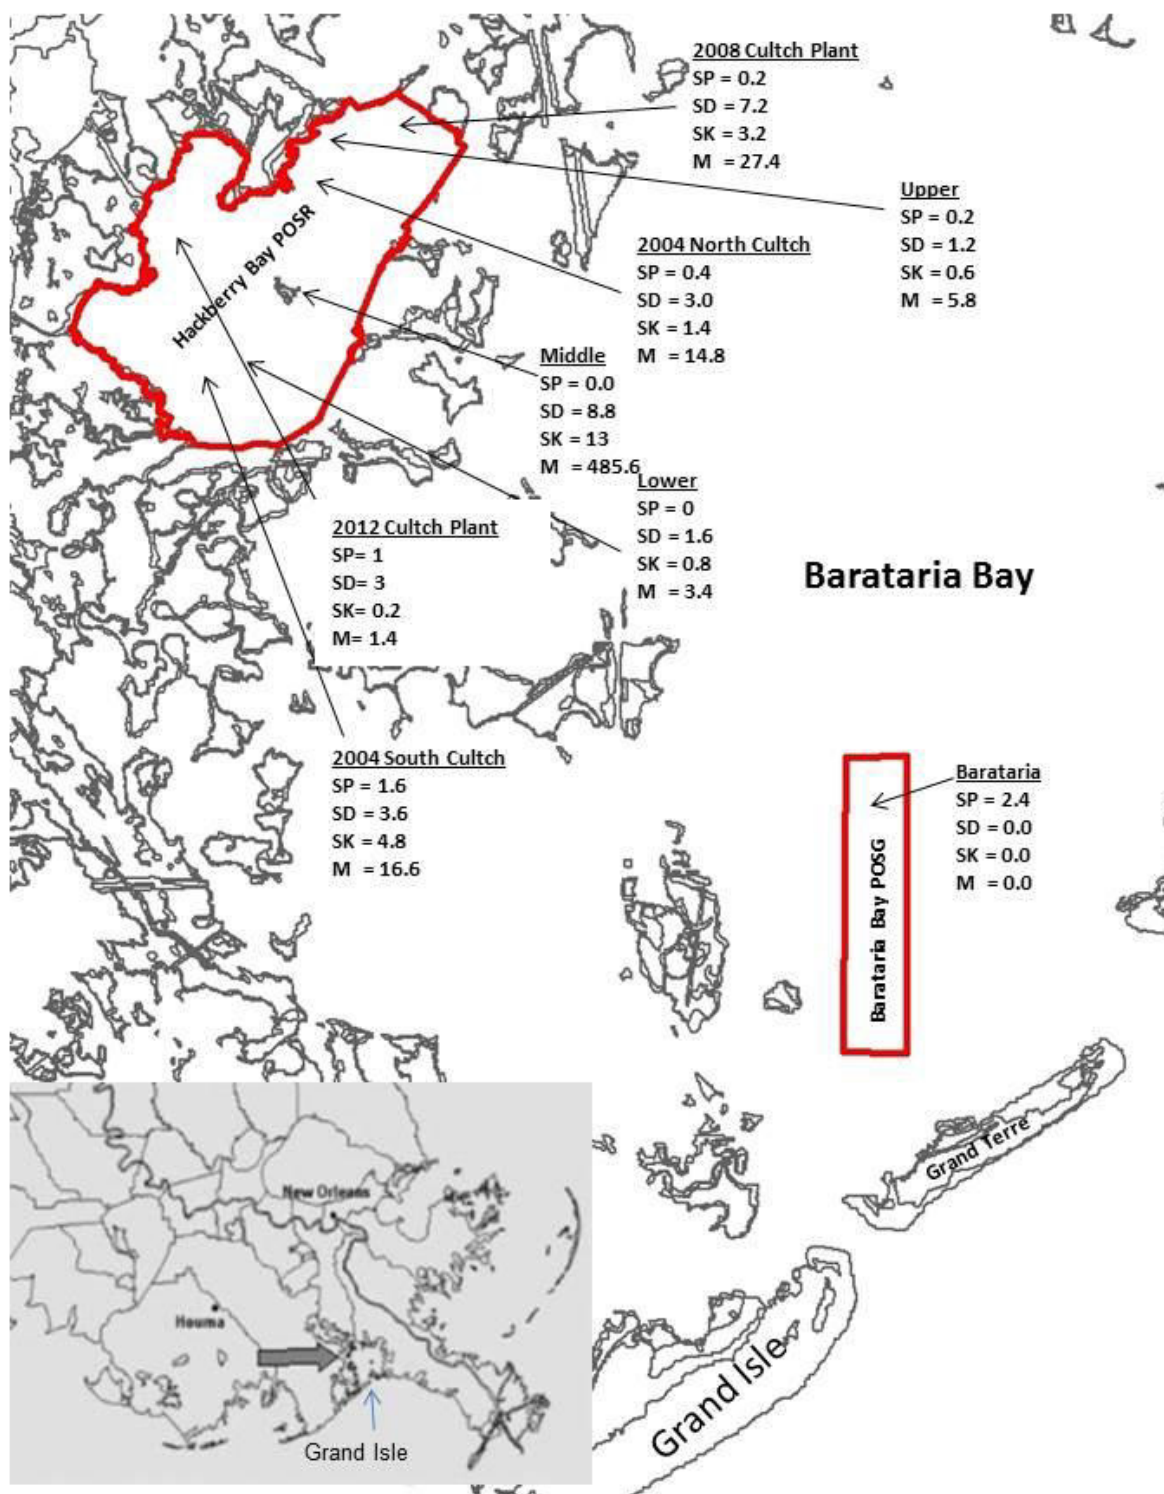 2008 Cultch Plant
SP = 0.2
SD = 7.2
SK = 3.2
M = 27.4
Upper
SP = 0.2
SD = 1.2
SK = 0.6
M = 5.8
2004 North Cultch
SP = 0.4
SD = 3.0
SK = 1.4
M = 14.8
Hackberry Bay POSR
Middle
SP = 0.0
SD = 8.8
SK = 13
M = 485.6
Lower
SP = 0
SD = 1.6
SK = 0.8
M = 3.4
2012 Cultch Plant
SP= 1
SD= 3
SK= 0.2
M= 1.4
Barataria Bay
2004 South Cultch
SP = 1.6
SD = 3.6
SK = 4.8
M = 16.6
Barataria
SP = 2.4
SD = 0.0
SK = 0.0
M = 0.0
Barataria Bay POSG
Grand Terre
Grand Isle
New Orleans
Houma
Grand Isle